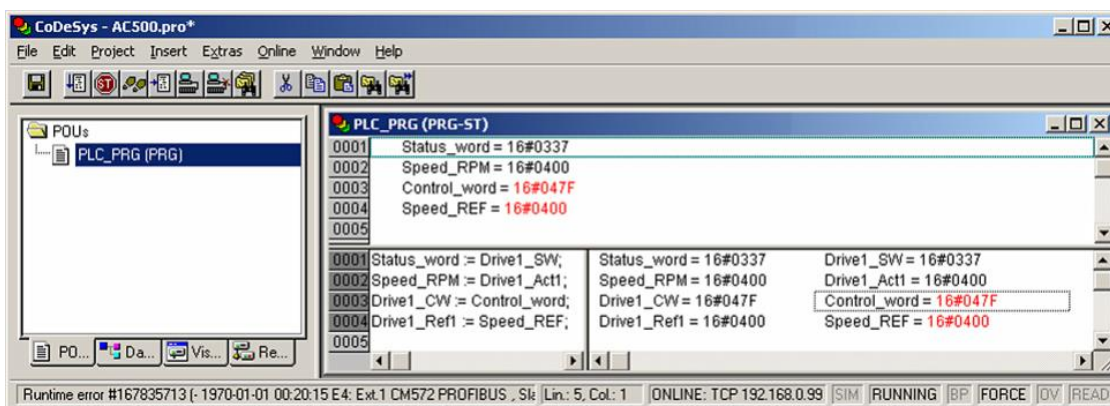 CoDeSys - AC500.pro*
File Edit Project Insert Extras Online Window Help
POUs
PLC_PRG (PRG)
PO... Da... Vis... Re...
PLC_PRG (PRG-ST)
0001 Status_word = 16#0337
0002 Speed_RPM = 16#0400
0003 Control_word = 16#047F
0004 Speed_REF = 16#0400
0005
0001 Status_word := Drive1_SW; Status_word = 16#0337 Drive1_SW = 16#0337
0002 Speed_RPM := Drive1_Act1; Speed_RPM = 16#0400 Drive1_Act1 = 16#0400
0003 Drive1_CW := Control_word; Drive1_CW = 16#047F Control_word = 16#047F
0004 Drive1_Ref1 := Speed_REF; Drive1_Ref1 = 16#0400 Speed_REF = 16#0400
0005
Runtime error #167835713 (- 1970-01-01 00:20:15 E4: Ext.1 CM572 PROFIBUS , Sla Lin.: 5, Col.: 1 ONLINE: TCP 192.168.0.99 SIM RUNNING BP FORCE OV READ